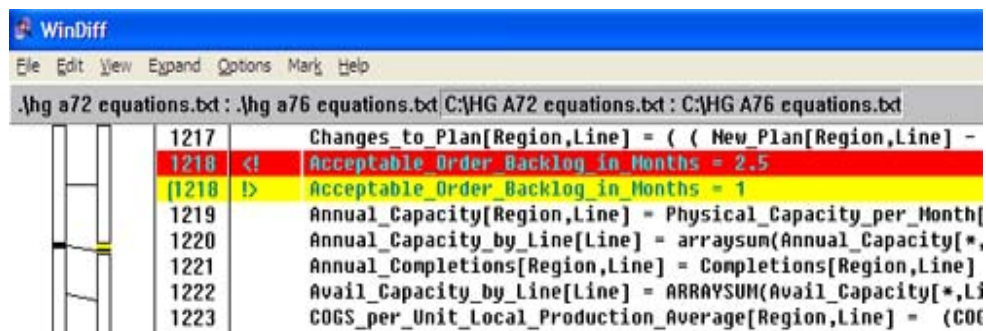 WinDiff
File Edit View Expand Options Mark Help
.\hg a72 equations.txt : .\hg a76 equations.txt C:\HG A72 equations.txt : C:\HG A76 equations.txt
1217 Changes_to_Plan[Region,Line] = ( ( New_Plan[Region,Line] -
1218 <! Acceptable_Order_Backlog_in_Months = 2.5
(1218 !> Acceptable_Order_Backlog_in_Months = 1
1219 Annual_Capacity[Region,Line] = Physical_Capacity_per_Month[
1220 Annual_Capacity_by_Line[Line] = arraysum(Annual_Capacity[*,
1221 Annual_Completions[Region,Line] = Completions[Region,Line]
1222 Avail_Capacity_by_Line[Line] = ARRAYSUM(Avail_Capacity[*,Li
1223 COGS_per_Unit_Local_Production_Average[Region,Line] = (COG